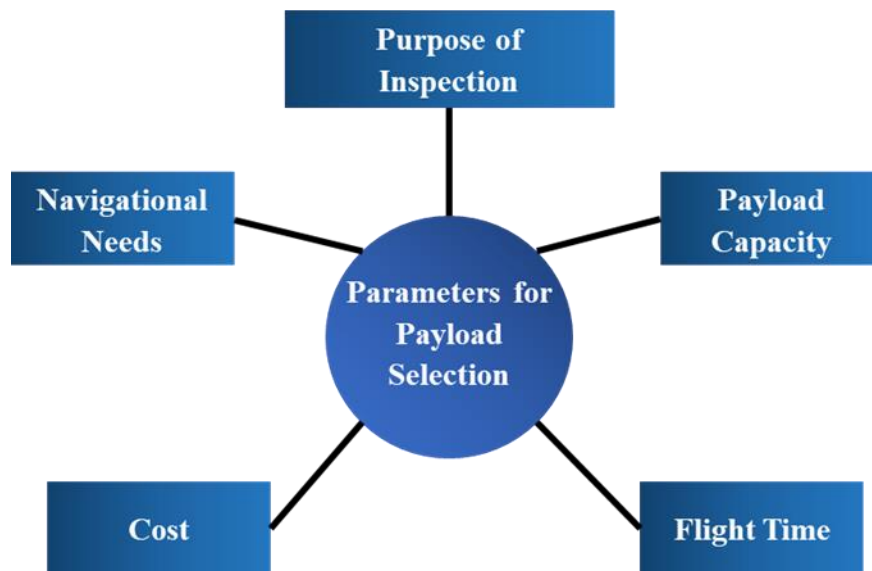 Purpose of
Inspection
Navigational
Needs
Payload
Capacity
Parameters for
Payload
Selection
Cost
Flight Time